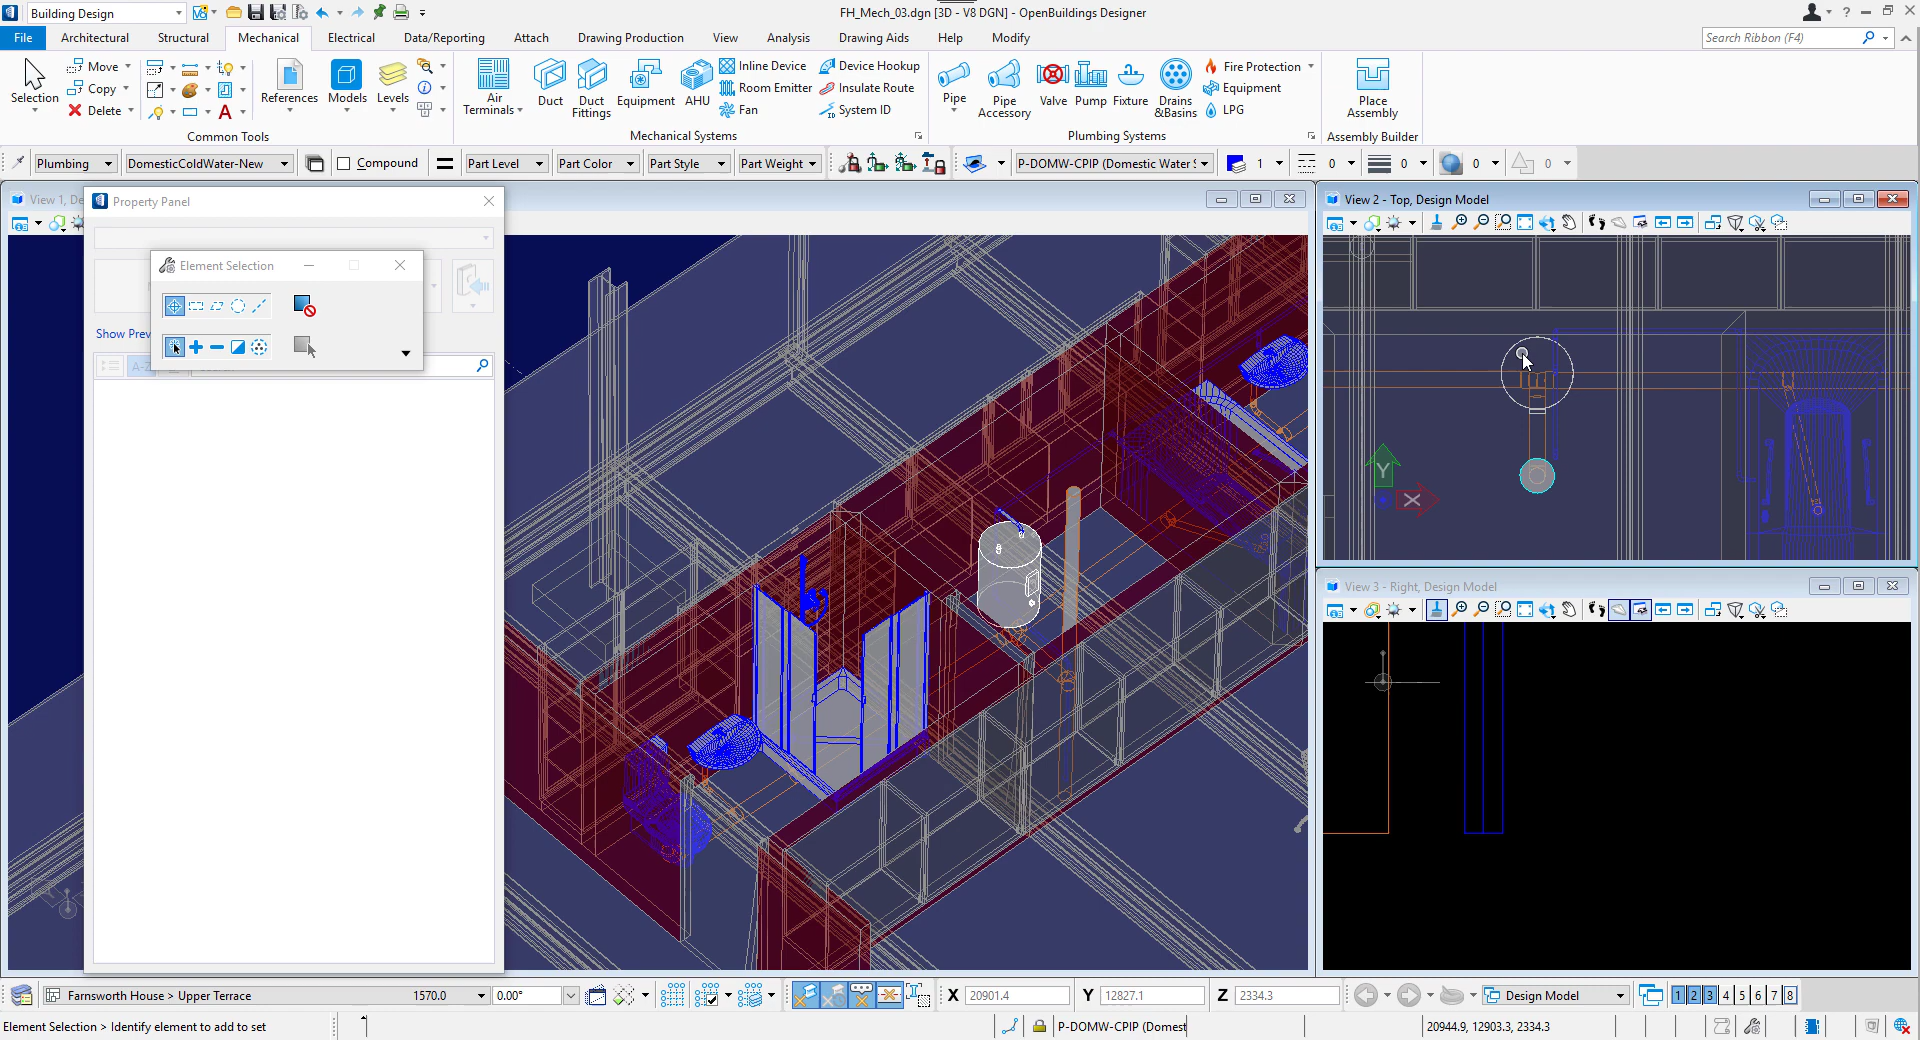 Building Design
FH_Mech_03.dgn [3D - V8 DGN] - OpenBuildings Designer
File
Architectural
Structural
Mechanical
Electrical
Data/Reporting
Attach
Drawing Production
View
Analysis
Drawing Aids
Help
Modify
Search Ribbon (F4)
Selection
Move
Copy
Delete
References
Models
Levels
Common Tools
Air
Terminals
Duct
Duct
Fittings
Equipment
AHU
Inline Device
Room Emitter
Fan
Device Hookup
Insulate Route
System ID
Mechanical Systems
Pipe
Pipe
Accessory
Valve
Pump
Fixture
Drains
&Basins
Fire Protection
Equipment
LPG
Plumbing Systems
Place
Assembly
Assembly Builder
Plumbing
DomesticColdWater-New
Compound
Part Level
Part Color
Part Style
Part Weight
P-DOMW-CPIP (Domestic Water S
1
0
0
0
0
View 1, De
Property Panel
Element Selection
Show Prev
A-Z
View 2 - Top, Design Model
Y
X
View 3 - Right, Design Model
Farnsworth House > Upper Terrace
1570.0
0.00°
X 20901.4
Y 12827.1
Z 2334.3
Design Model
1 2 3 4 5 6 7 8
Element Selection > Identify element to add to set
P-DOMW-CPIP (Domest
20944.9, 12903.3, 2334.3